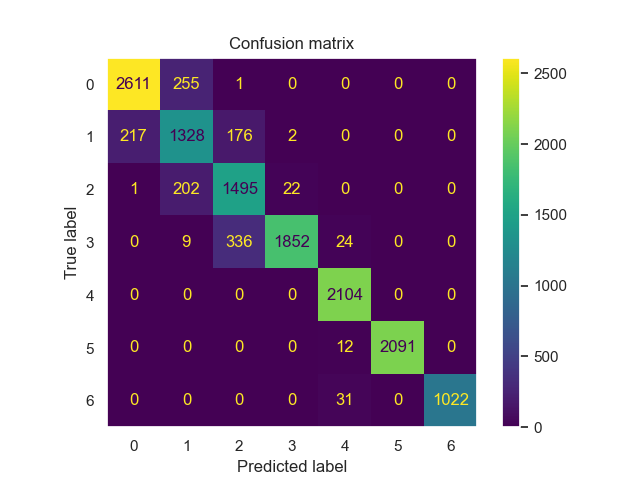 Confusion matrix
0 2611 255 1 0 0 0 0
1 217 1328 176 2 0 0 0
2 1 202 1495 22 0 0 0
3 0 9 336 1852 24 0 0
4 0 0 0 0 2104 0 0
5 0 0 0 0 12 2091 0
6 0 0 0 0 31 0 1022
0 1 2 3 4 5 6
Predicted label
True label
2500
2000
1500
1000
500
0